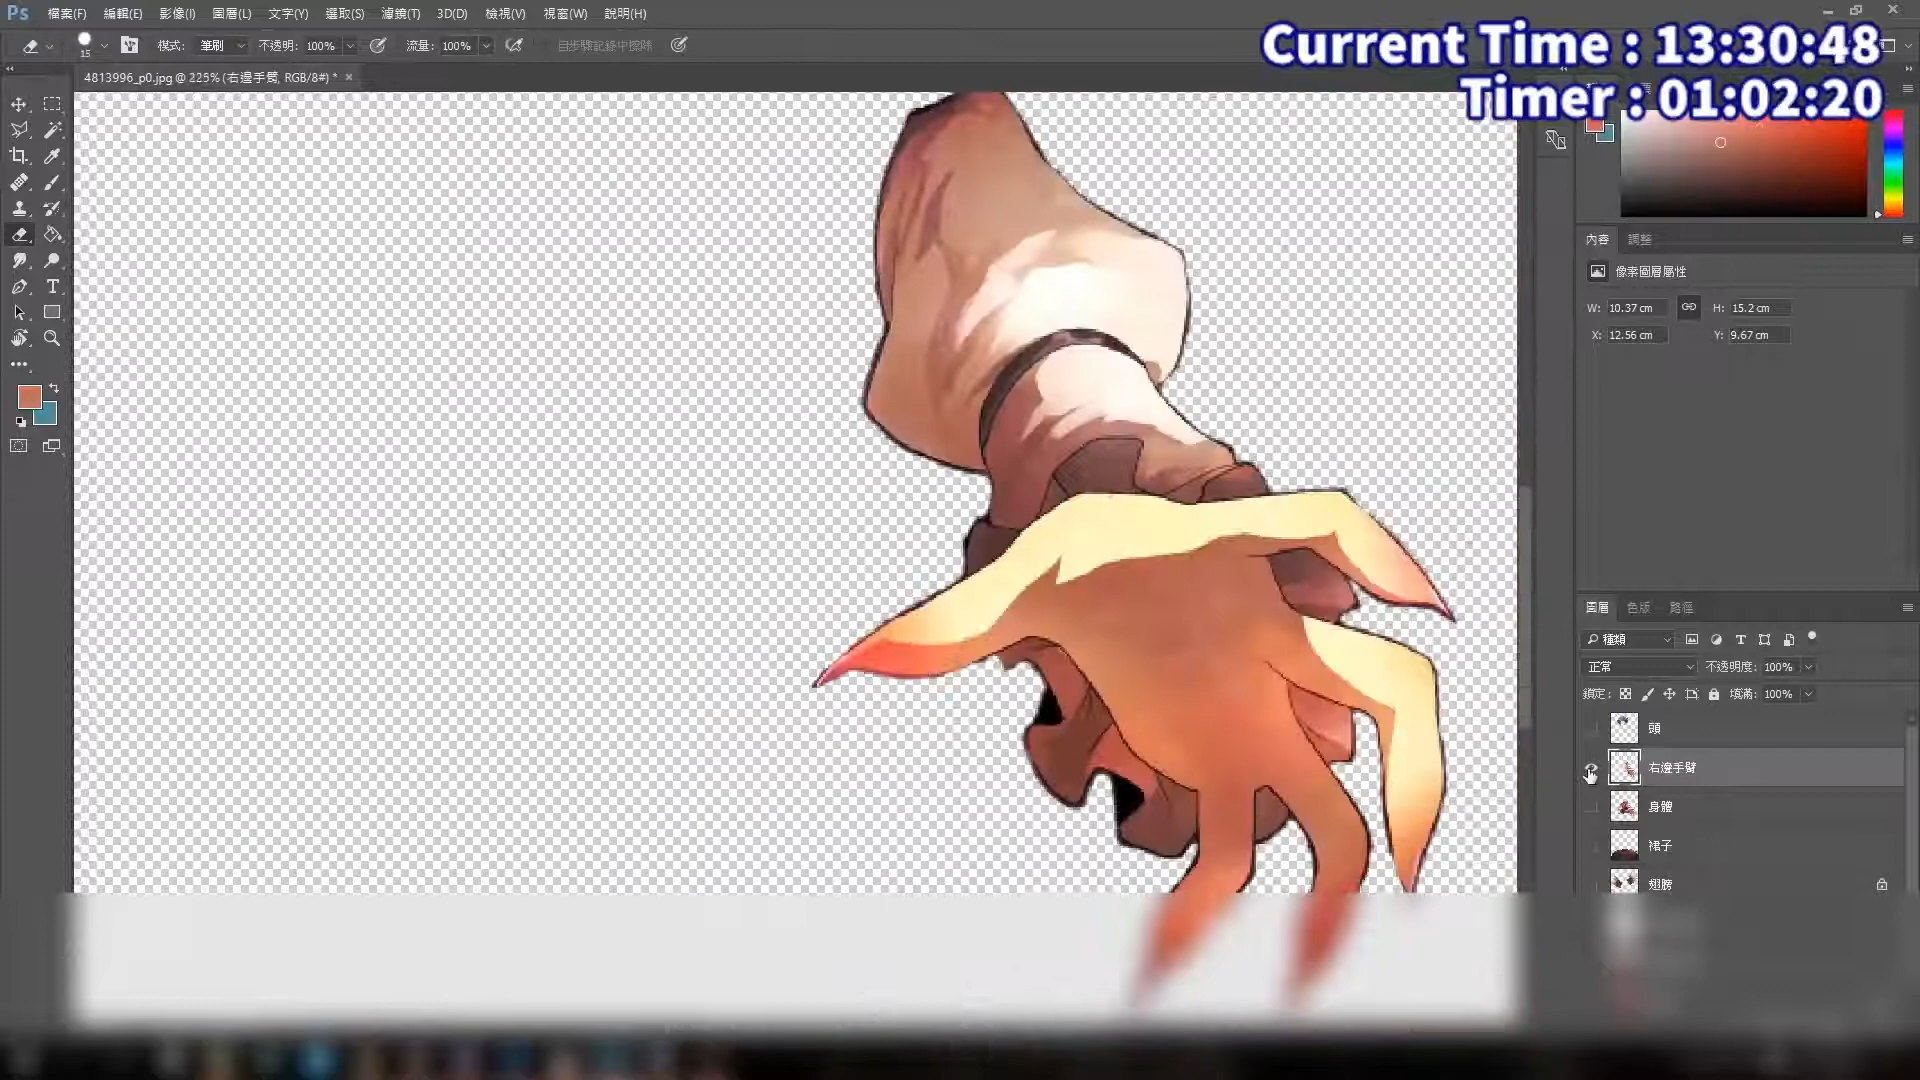 Ps 檔案(F) 編輯(E) 影像(I) 圖層(L) 文字(Y) 選取(S) 濾鏡(T) 3D(D) 檢視(V) 視窗(W) 說明(H)
Current Time : 13:30:48
Timer : 01:02:20
15 模式: 筆刷 不透明: 100% 流量: 100% 自步驟記錄中擦除
4813996_p0.jpg @ 225% (右邊手臂, RGB/8#) *
內容 調整
像素圖層屬性
W: 10.37 cm H: 15.2 cm
X: 12.56 cm Y: 9.67 cm
圖層 色版 路徑
種類
正常 不透明度: 100%
鎖定: 填滿: 100%
頭
右邊手臂
身體
裙子
翅膀